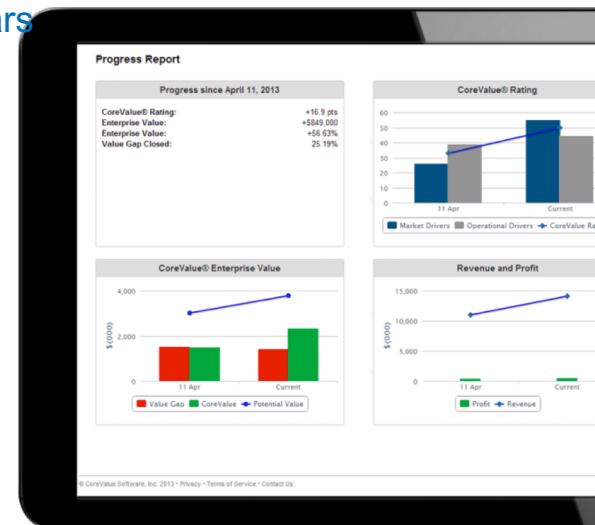 ars
Progress Report
Progress since April 11, 2013
CoreValue® Rating: +16.9 pts
Enterprise Value: +$849,000
Enterprise Value: +56.63%
Value Gap Closed: 25.19%
CoreValue® Rating
60
50
40
30
20
10
0
11 Apr Current
Market Drivers Operational Drivers CoreValue Ra
CoreValue® Enterprise Value
4,000
2,000
0
$ (000)
11 Apr Current
Value Gap CoreValue Potential Value
Revenue and Profit
15,000
10,000
5,000
0
$ (000)
11 Apr Current
Profit Revenue
© CoreValue Software, Inc. 2013 • Privacy • Terms of Service • Contact Us